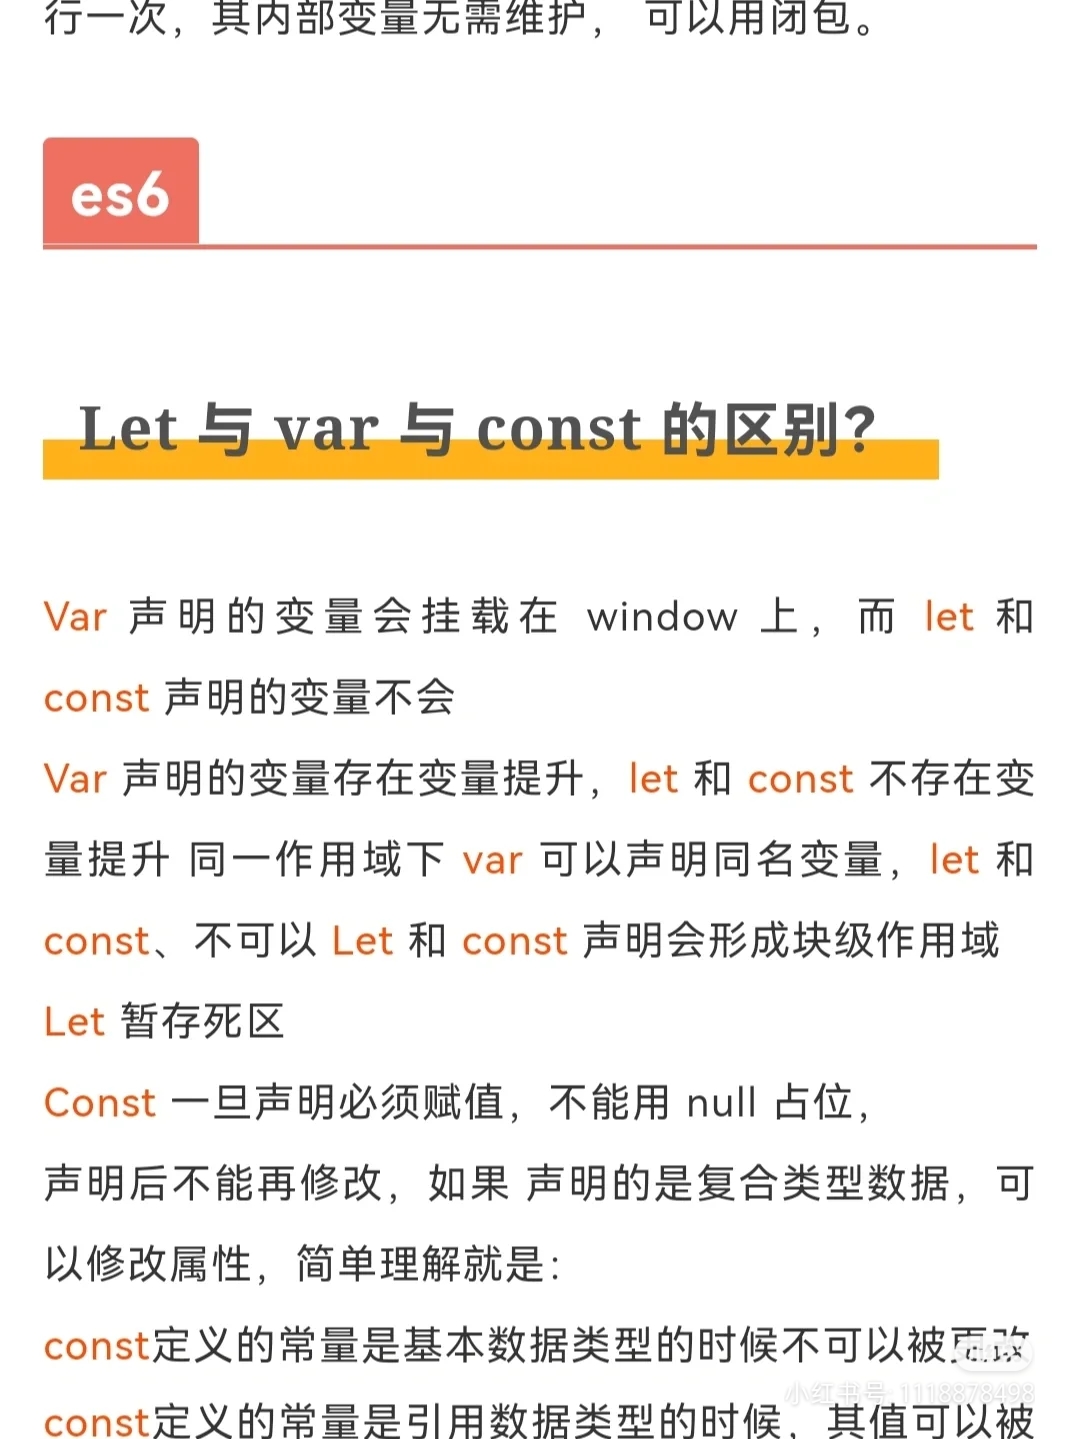 行一次，其内部变量无需维护， 可以用闭包。
es6
Let 与 var 与 const 的区别？
Var 声明的变量会挂载在 window 上，而 let 和
const 声明的变量不会
Var 声明的变量存在变量提升，let 和 const 不存在变
量提升 同一作用域下 var 可以声明同名变量，let 和
const、不可以 Let 和 const 声明会形成块级作用域
Let 暂存死区
Const 一旦声明必须赋值，不能用 null 占位，
声明后不能再修改，如果 声明的是复合类型数据，可
以修改属性，简单理解就是：
const定义的常量是基本数据类型的时候不可以被更改
小红书号: 1118878498
const定义的常量是引用数据类型的时候，其值可以被